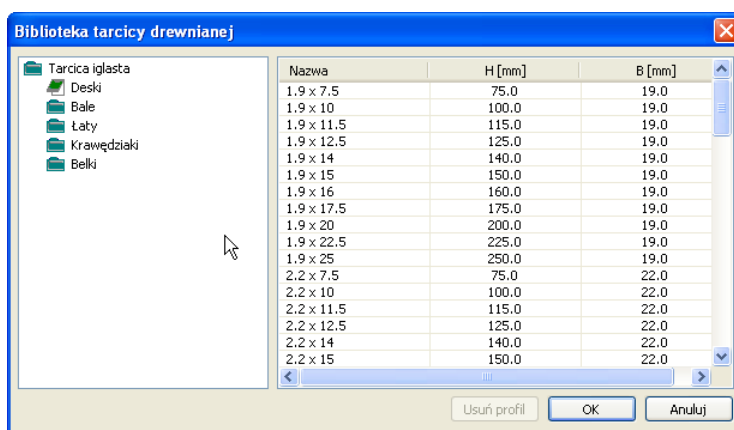 Biblioteka tarcicy drewnianej
Tarcica iglasta
Deski
Bale
Łaty
Krawędziaki
Belki
Nazwa H [mm] B [mm]
1.9 x 7.5 75.0 19.0
1.9 x 10 100.0 19.0
1.9 x 11.5 115.0 19.0
1.9 x 12.5 125.0 19.0
1.9 x 14 140.0 19.0
1.9 x 15 150.0 19.0
1.9 x 16 160.0 19.0
1.9 x 17.5 175.0 19.0
1.9 x 20 200.0 19.0
1.9 x 22.5 225.0 19.0
1.9 x 25 250.0 19.0
2.2 x 7.5 75.0 22.0
2.2 x 10 100.0 22.0
2.2 x 11.5 115.0 22.0
2.2 x 12.5 125.0 22.0
2.2 x 14 140.0 22.0
2.2 x 15 150.0 22.0
Usuń profil OK Anuluj